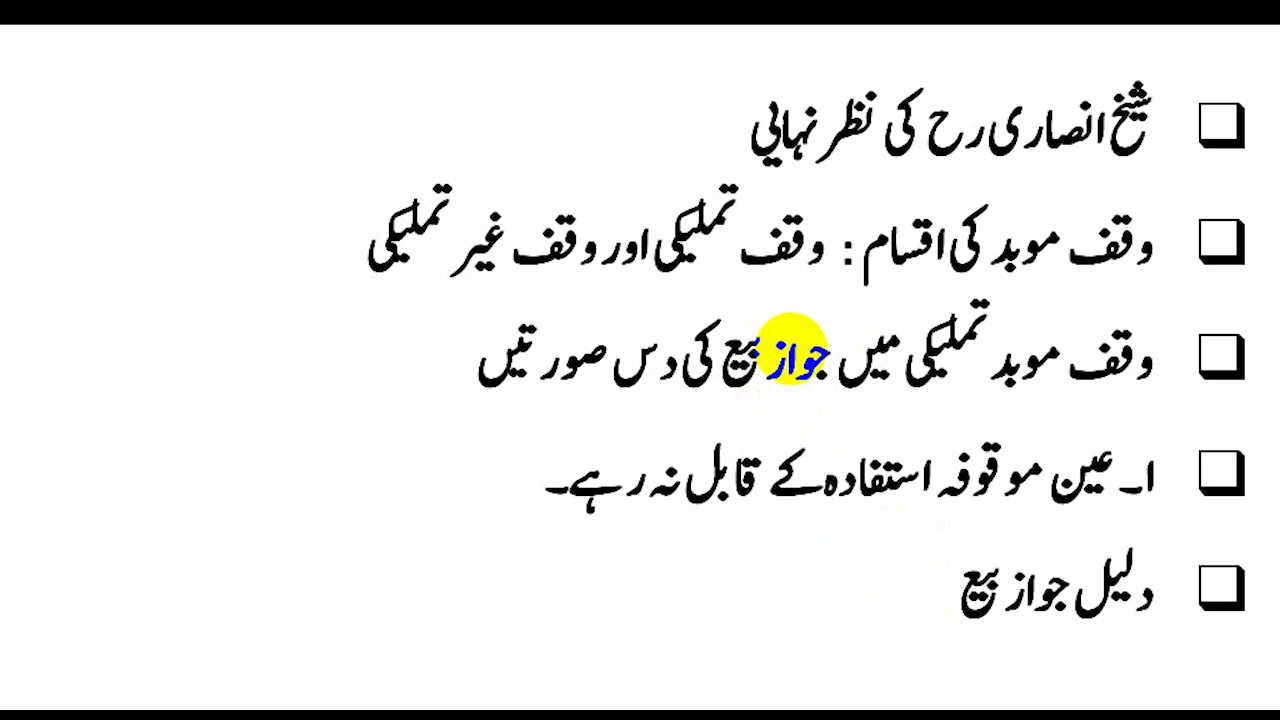 شیخ انصاری رح کی نظر نہایی
وقف موبد کی اقسام : وقف تملیکی اور وقف غیر تملیکی
وقف موبد تملیکی میں جواز بیع کی دس صورتیں
۱۔ عین موقوفہ استفادہ کے قابل نہ رہے۔
دلیل جواز بیع